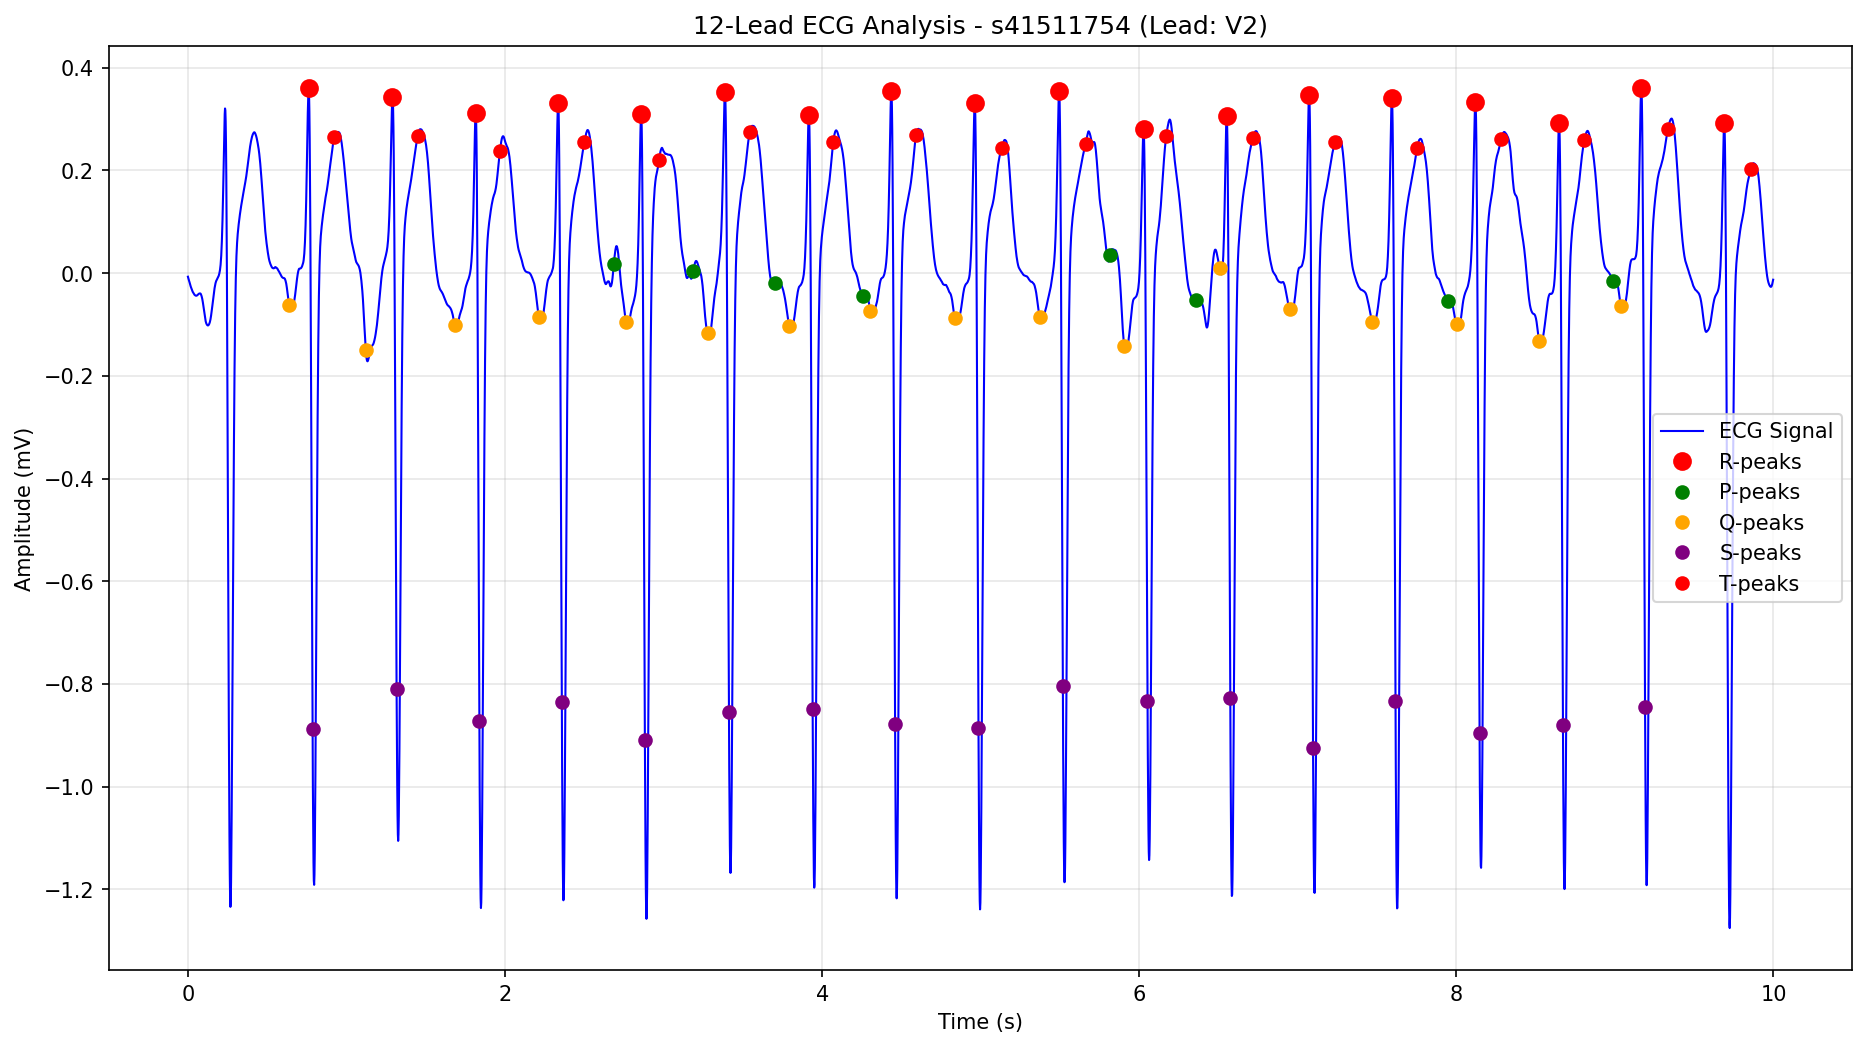 12-Lead ECG Analysis - s41511754 (Lead: V2)
0.4
0.2
0.0
−0.2
−0.4
−0.6
−0.8
−1.0
−1.2
Amplitude (mV)
ECG Signal
R-peaks
P-peaks
Q-peaks
S-peaks
T-peaks
0 2 4 6 8 10
Time (s)